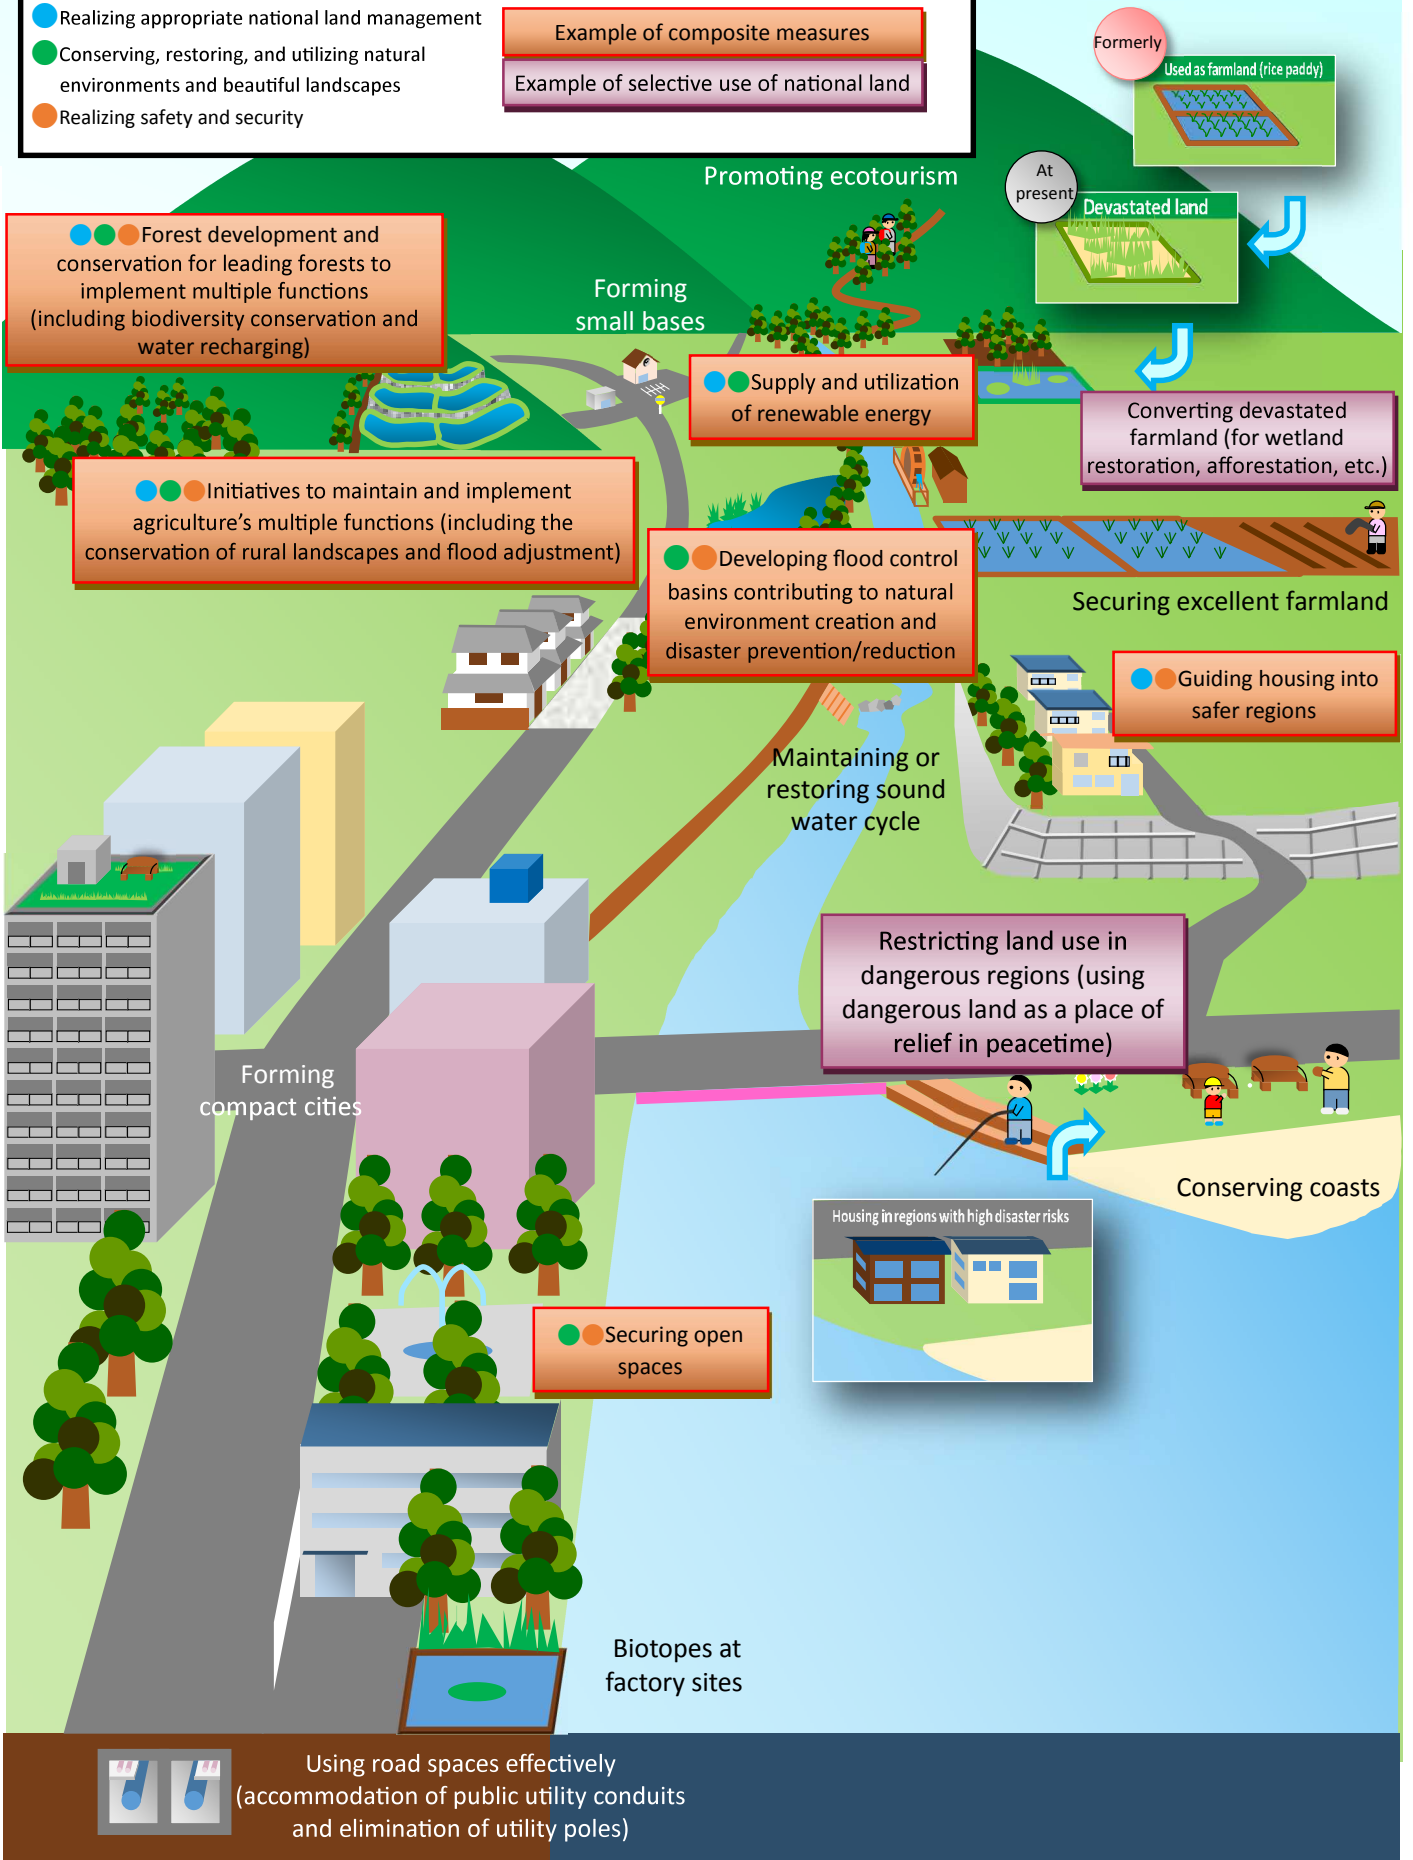 Realizing appropriate national land management
Conserving, restoring, and utilizing natural
environments and beautiful landscapes
Realizing safety and security
Example of composite measures
Example of selective use of national land
Formerly
Used as farmland (rice paddy)
At
present
Devastated land
Promoting ecotourism
Forest development and
conservation for leading forests to
implement multiple functions
(including biodiversity conservation and
water recharging)
Forming
small bases
Supply and utilization
of renewable energy
Converting devastated
farmland (for wetland
restoration, afforestation, etc.)
Initiatives to maintain and implement
agriculture's multiple functions (including the
conservation of rural landscapes and flood adjustment)
Developing flood control
basins contributing to natural
environment creation and
disaster prevention/reduction
Securing excellent farmland
Guiding housing into
safer regions
Maintaining or
restoring sound
water cycle
Restricting land use in
dangerous regions (using
dangerous land as a place of
relief in peacetime)
Forming
compact cities
Conserving coasts
Housing in regions with high disaster risks
Securing open
spaces
Biotopes at
factory sites
Using road spaces effectively
(accommodation of public utility conduits
and elimination of utility poles)